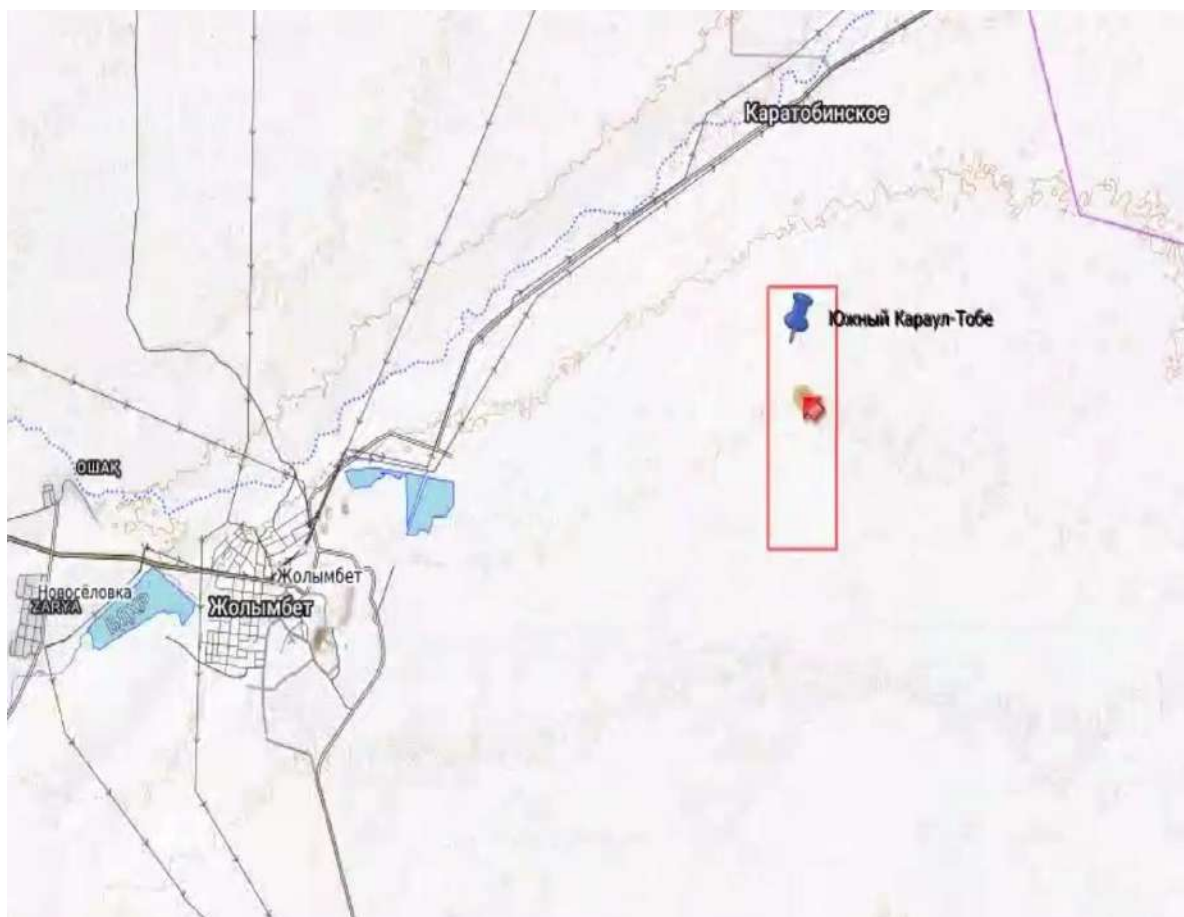 Каратобинское
Южный Караул-Тобе
ОШАҚ
Жолымбет
Новосёловка
ZARYA
Жолымбет